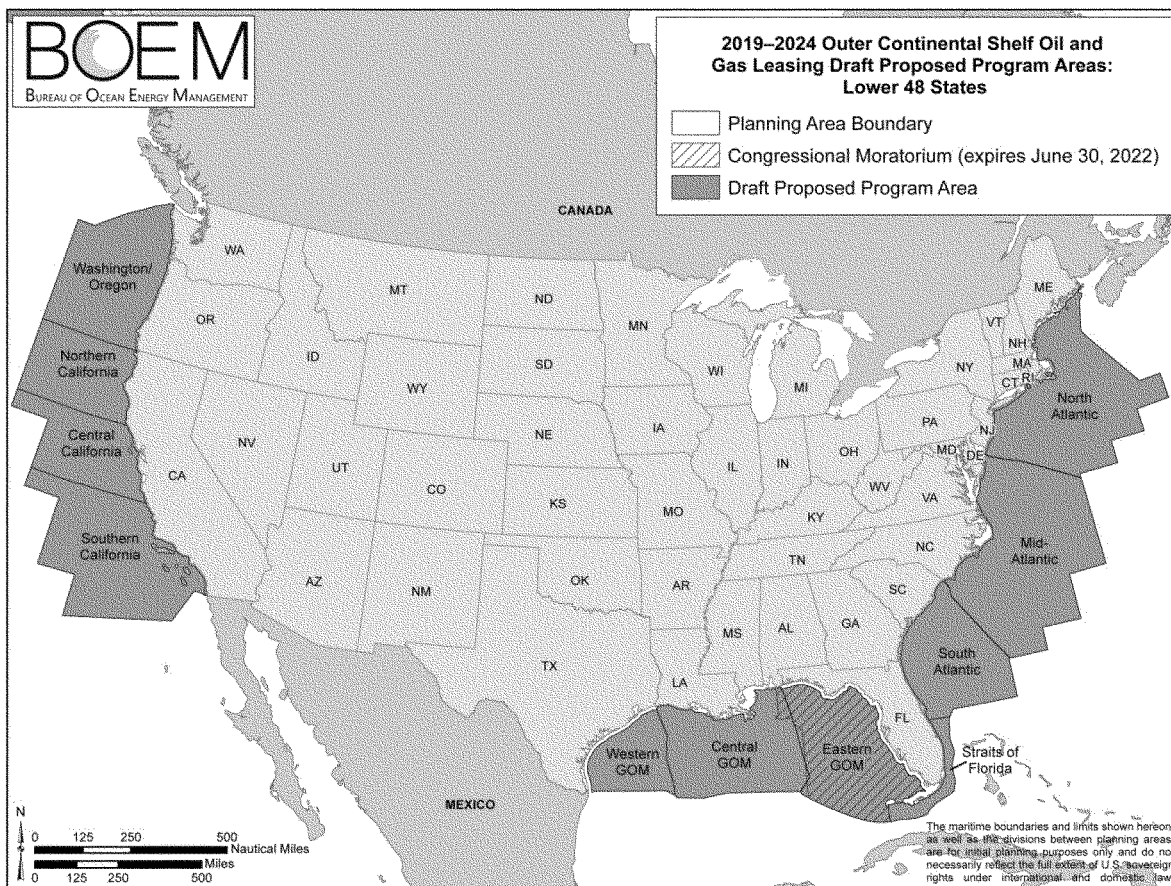 BOEM
BUREAU OF OCEAN ENERGY MANAGEMENT
2019–2024 Outer Continental Shelf Oil and
Gas Leasing Draft Proposed Program Areas:
Lower 48 States
Planning Area Boundary
Congressional Moratorium (expires June 30, 2022)
Draft Proposed Program Area
CANADA
Washington/
Oregon
Northern
California
Central
California
Southern
California
WA
OR
CA
NV
ID
MT
WY
UT
AZ
CO
NM
ND
SD
NE
KS
OK
TX
MN
IA
MO
AR
LA
WI
IL
MI
IN
OH
KY
TN
MS
AL
GA
FL
SC
NC
VA
WV
MD
DE
PA
NJ
NY
CT
RI
MA
VT
NH
ME
North
Atlantic
Mid-
Atlantic
South
Atlantic
Straits of
Florida
Western
GOM
Central
GOM
Eastern
GOM
MEXICO
N
0 125 250 500
Nautical Miles
Miles
0 125 250 500
The maritime boundaries and limits shown hereon,
as well as the divisions between planning areas,
are for initial planning purposes only and do not
necessarily reflect the full extent of U.S. sovereign
rights under international and domestic law.